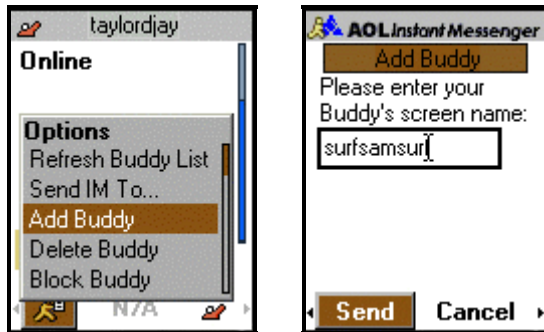 taylordjay
Online
Options
Refresh Buddy List
Send IM To...
Add Buddy
Delete Buddy
Block Buddy
N/A
AOL Instant Messenger
Add Buddy
Please enter your
Buddy's screen name:
surfsamsur
Send Cancel